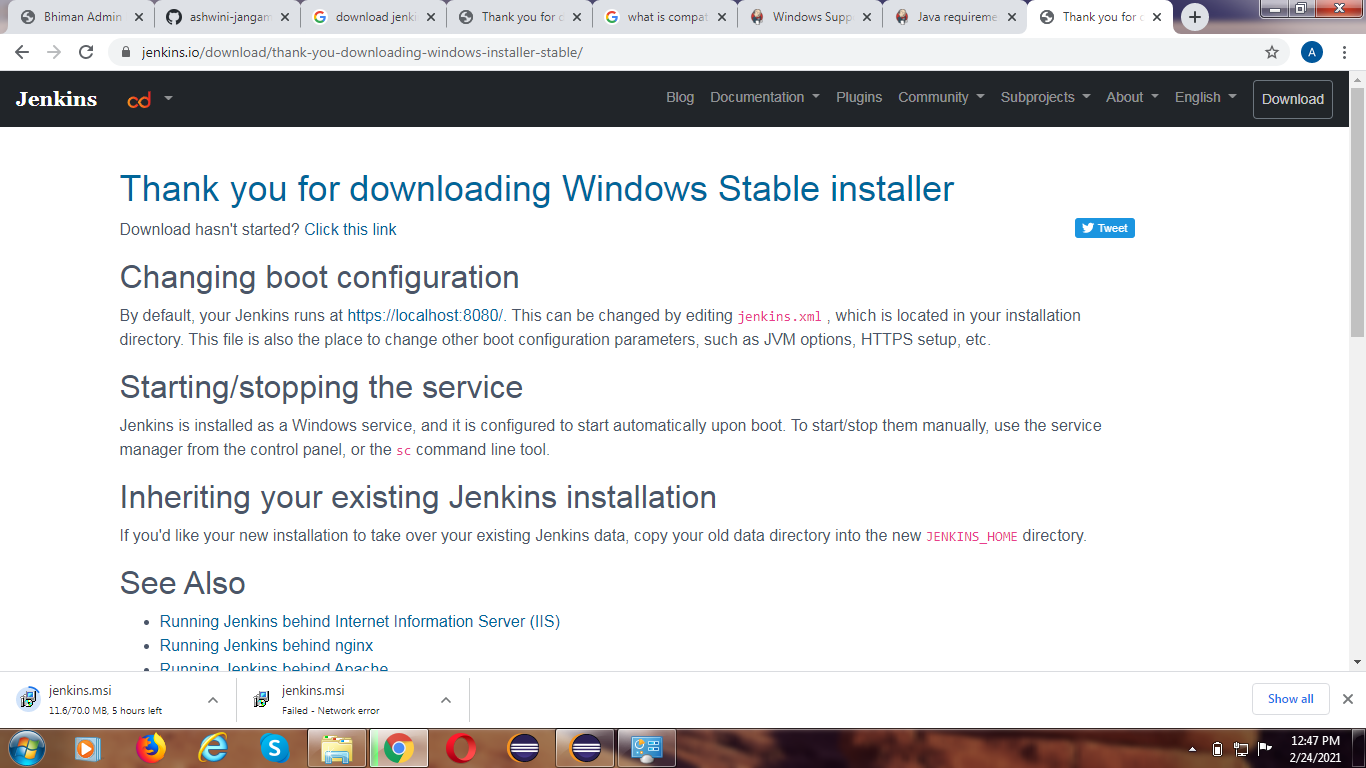 Bhiman Admin
ashwini-jangam
download jenki
Thank you for d
what is compat
Windows Supp
Java requireme
Thank you for d
jenkins.io/download/thank-you-downloading-windows-installer-stable/
A
Jenkins
cd
Blog
Documentation
Plugins
Community
Subprojects
About
English
Download
Thank you for downloading Windows Stable installer
Download hasn't started? Click this link
Tweet
Changing boot configuration
By default, your Jenkins runs at https://localhost:8080/. This can be changed by editing jenkins.xml , which is located in your installation
directory. This file is also the place to change other boot configuration parameters, such as JVM options, HTTPS setup, etc.
Starting/stopping the service
Jenkins is installed as a Windows service, and it is configured to start automatically upon boot. To start/stop them manually, use the service
manager from the control panel, or the sc command line tool.
Inheriting your existing Jenkins installation
If you'd like your new installation to take over your existing Jenkins data, copy your old data directory into the new JENKINS_HOME directory.
See Also
Running Jenkins behind Internet Information Server (IIS)
Running Jenkins behind nginx
Running Jenkins behind Apache
jenkins.msi
11.6/70.0 MB, 5 hours left
jenkins.msi
Failed - Network error
Show all
12:47 PM
2/24/2021